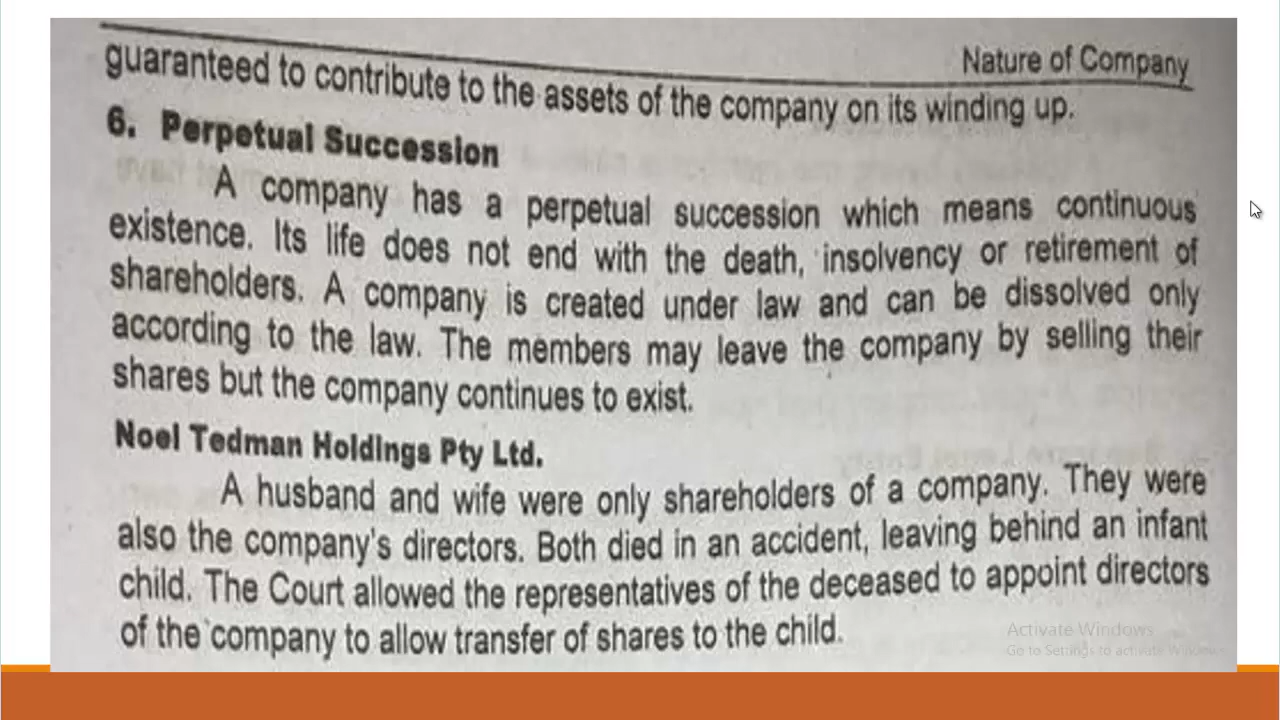 Nature of Company
guaranteed to contribute to the assets of the company on its winding up.
6. Perpetual Succession
A company has a perpetual succession which means continuous
existence. Its life does not end with the death, insolvency or retirement of
shareholders. A company is created under law and can be dissolved only
according to the law. The members may leave the company by selling their
shares but the company continues to exist.
Noel Tedman Holdings Pty Ltd.
A husband and wife were only shareholders of a company. They were
also the company's directors. Both died in an accident, leaving behind an infant
child. The Court allowed the representatives of the deceased to appoint directors
of the company to allow transfer of shares to the child.
Activate Windows
Go to Settings to activate Windows.